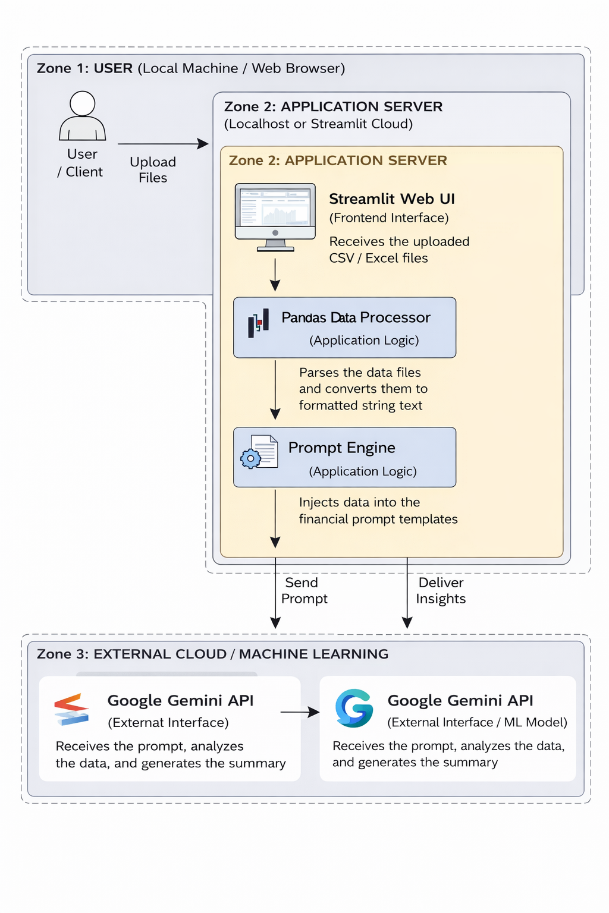 Zone 1: USER (Local Machine / Web Browser)
User
/ Client
Upload
Files
Zone 2: APPLICATION SERVER
(Localhost or Streamlit Cloud)
Zone 2: APPLICATION SERVER
Streamlit Web UI
(Frontend Interface)
Receives the uploaded
CSV / Excel files
Pandas Data Processor
(Application Logic)
Parses the data files
and converts them to
formatted string text
Prompt Engine
(Application Logic)
Injects data into the
financial prompt templates
Send
Prompt
Deliver
Insights
Zone 3: EXTERNAL CLOUD / MACHINE LEARNING
Google Gemini API
(External Interface)
Receives the prompt, analyzes
the data, and generates the summary
Google Gemini API
(External Interface / ML Model)
Receives the prompt, analyzes the data,
and generates the summary